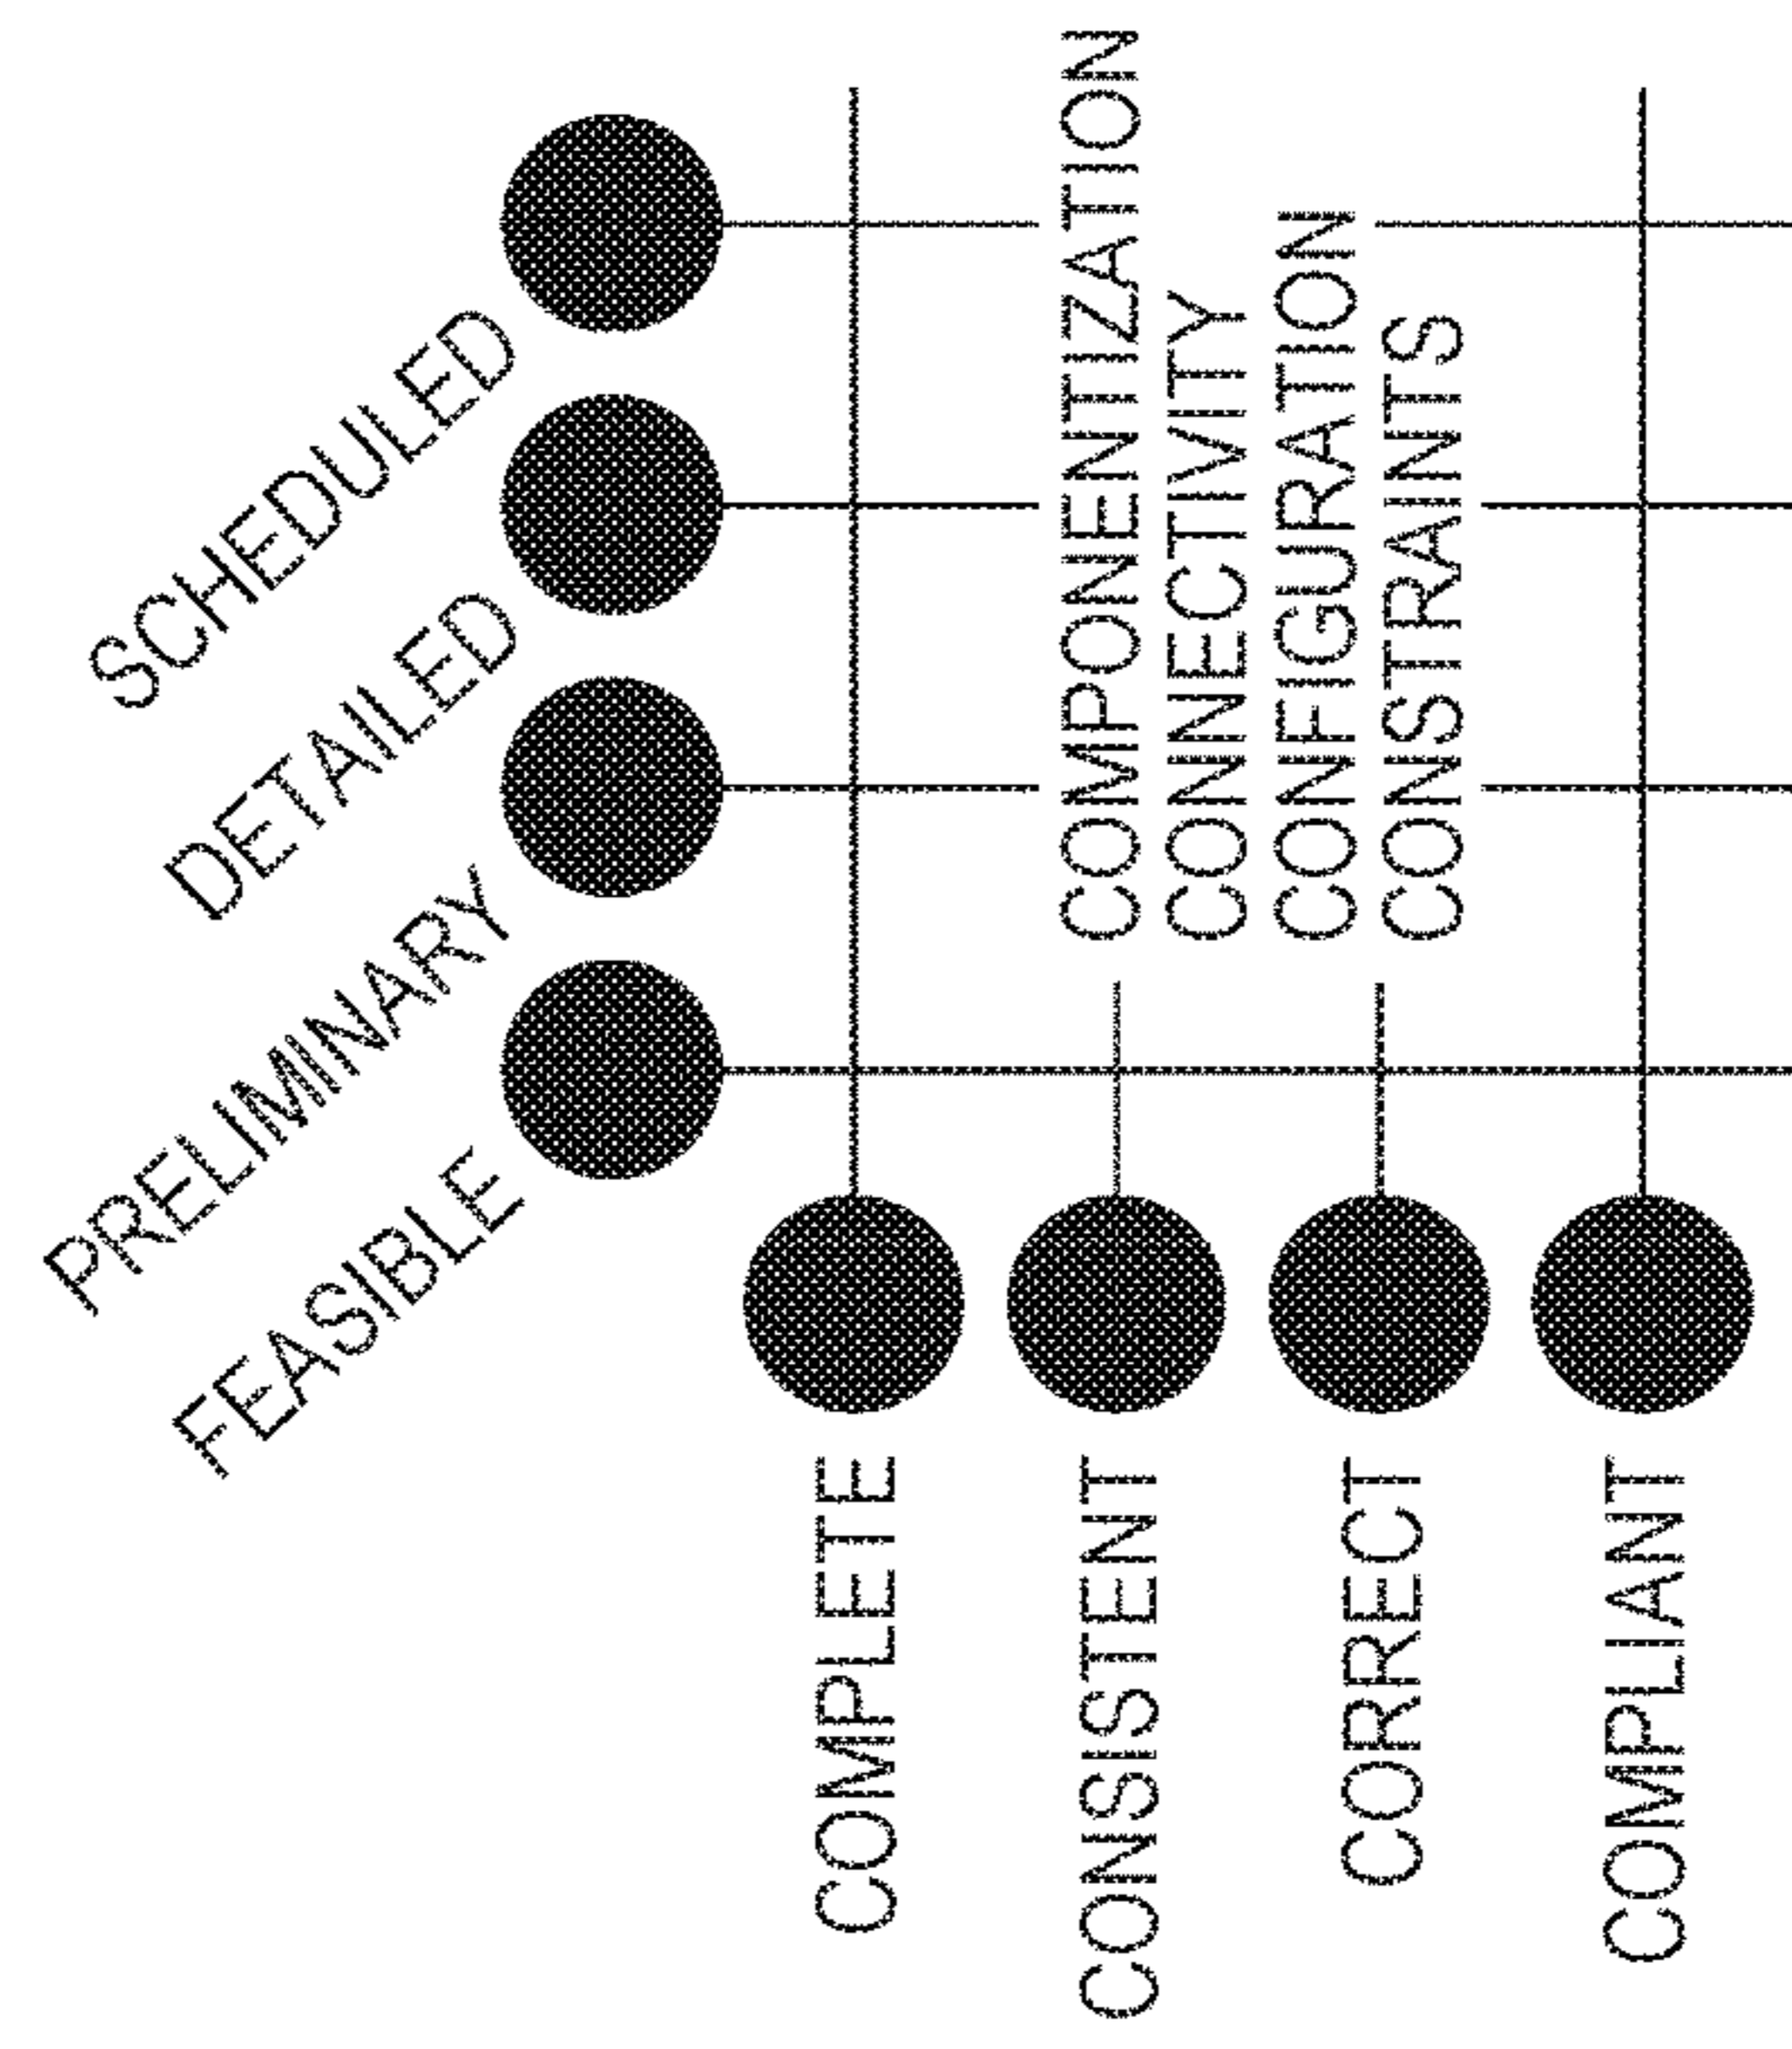 SCHEDULED
DETAILED
PRELIMINARY
FEASIBLE
COMPONENTIZATION
CONNECTIVITY
CONFIGURATION
CONSTRAINTS
COMPLETE
CONSISTENT
CORRECT
COMPLIANT